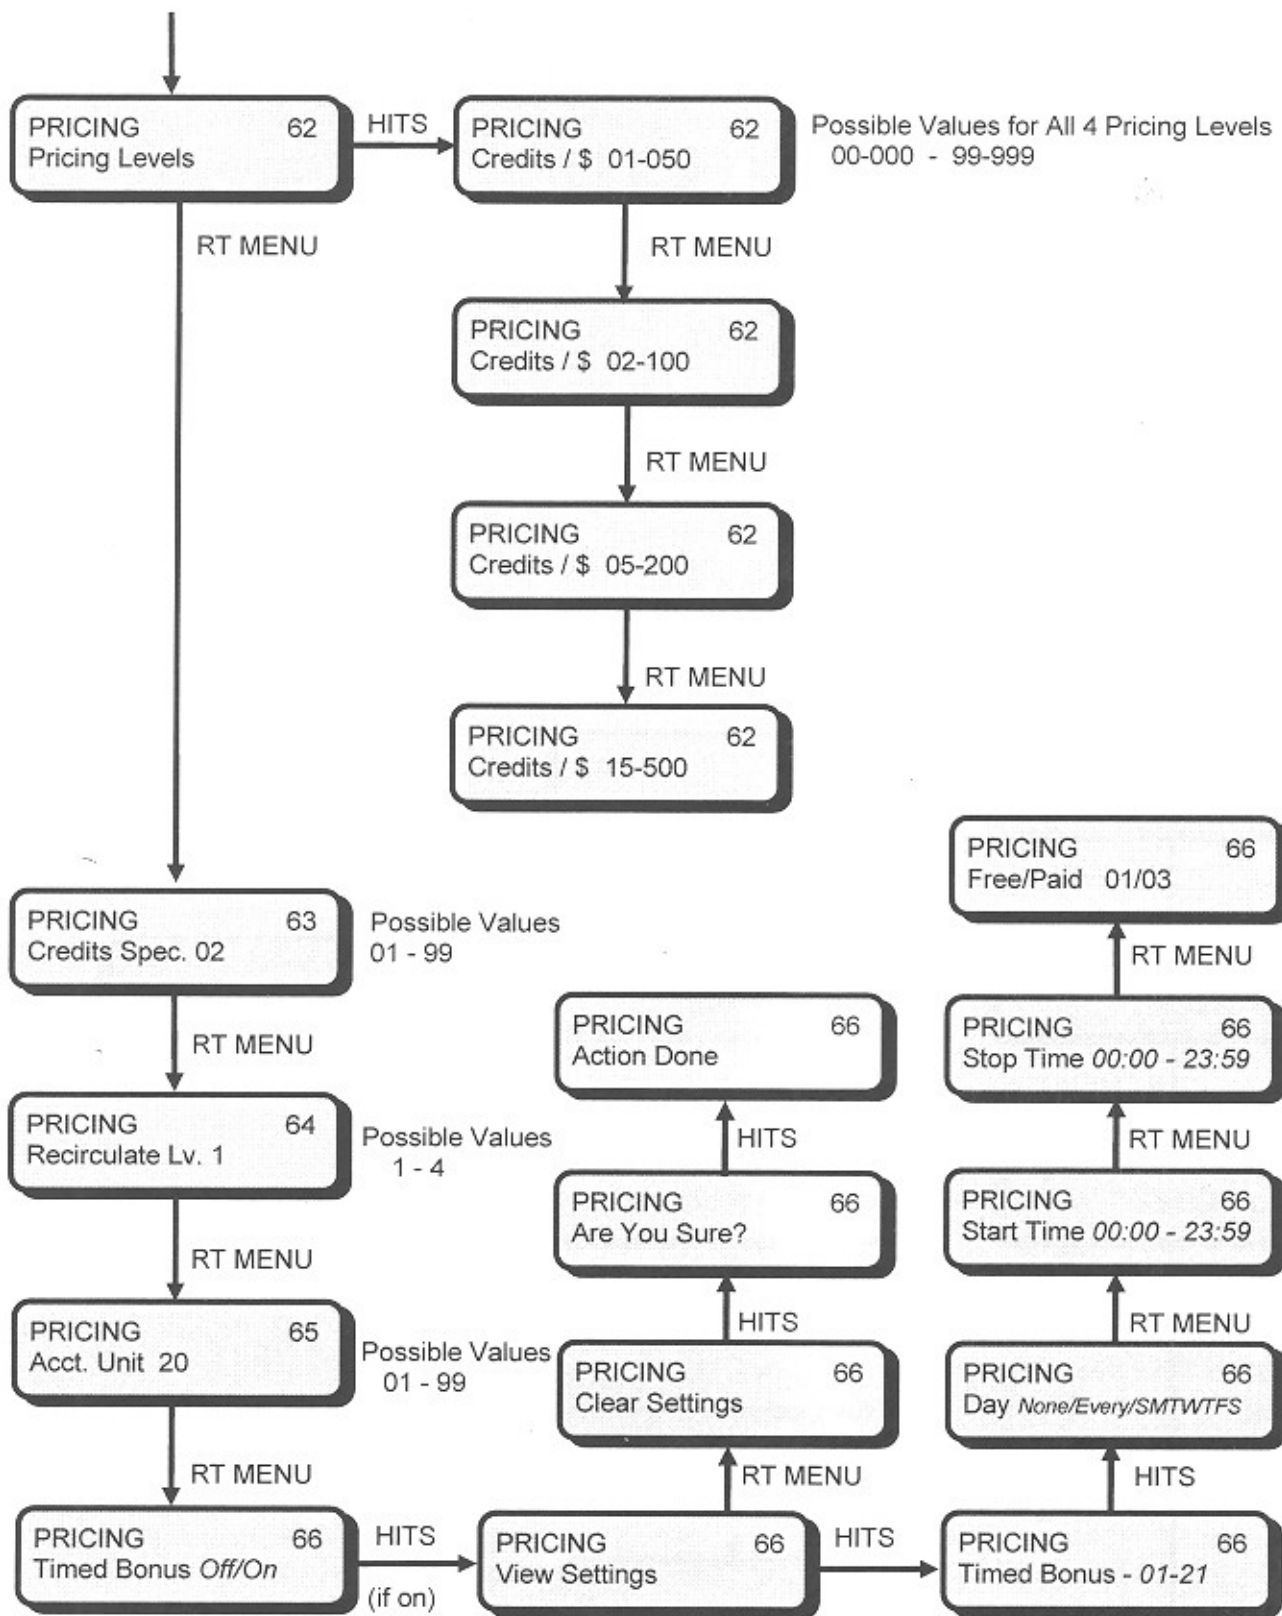 PRICING 62
Pricing Levels
HITS
PRICING 62
Credits / $ 01-050
Possible Values for All 4 Pricing Levels
00-000 - 99-999
RT MENU
RT MENU
PRICING 62
Credits / $ 02-100
RT MENU
PRICING 62
Credits / $ 05-200
RT MENU
PRICING 62
Credits / $ 15-500
PRICING 63
Credits Spec. 02
Possible Values
01 - 99
RT MENU
PRICING 64
Recirculate Lv. 1
Possible Values
1 - 4
RT MENU
PRICING 65
Acct. Unit 20
Possible Values
01 - 99
RT MENU
PRICING 66
Timed Bonus Off/On
HITS
(if on)
PRICING 66
View Settings
RT MENU
PRICING 66
Clear Settings
HITS
PRICING 66
Are You Sure?
HITS
PRICING 66
Action Done
HITS
PRICING 66
Timed Bonus - 01-21
HITS
PRICING 66
Day None/Every/SMTWTFS
RT MENU
PRICING 66
Start Time 00:00 - 23:59
RT MENU
PRICING 66
Stop Time 00:00 - 23:59
RT MENU
PRICING 66
Free/Paid 01/03